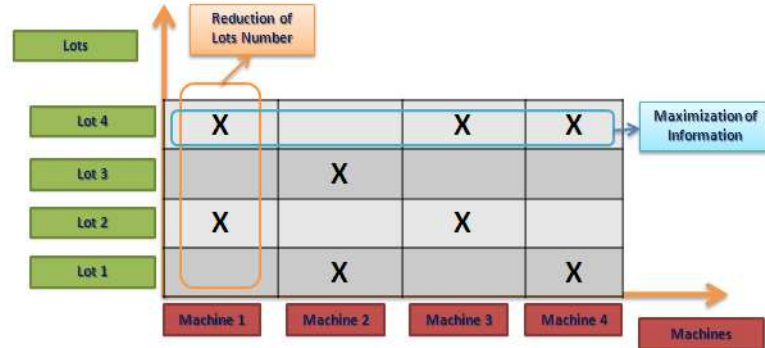 Reduction of
Lots Number
Lots
Lot 4
X
X
X
Maximization of
Information
Lot 3
X
Lot 2
X
X
Lot 1
X
X
Machine 1
Machine 2
Machine 3
Machine 4
Machines